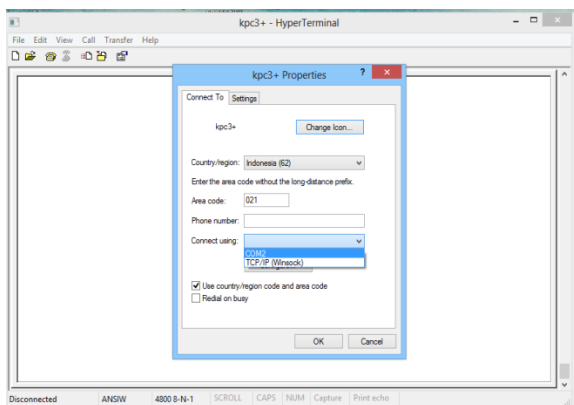 kpc3+ - HyperTerminal
File Edit View Call Transfer Help
kpc3+ Properties
?
Connect To Settings
kpc3+
Change Icon...
Country/region: Indonesia (62)
Enter the area code without the long-distance prefix.
Area code: 021
Phone number:
Connect using:
COM2
TCP/IP (Winsock)
Use country/region code and area code
Redial on busy
OK Cancel
Disconnected ANSIW 4800 8-N-1 SCROLL CAPS NUM Capture Print echo